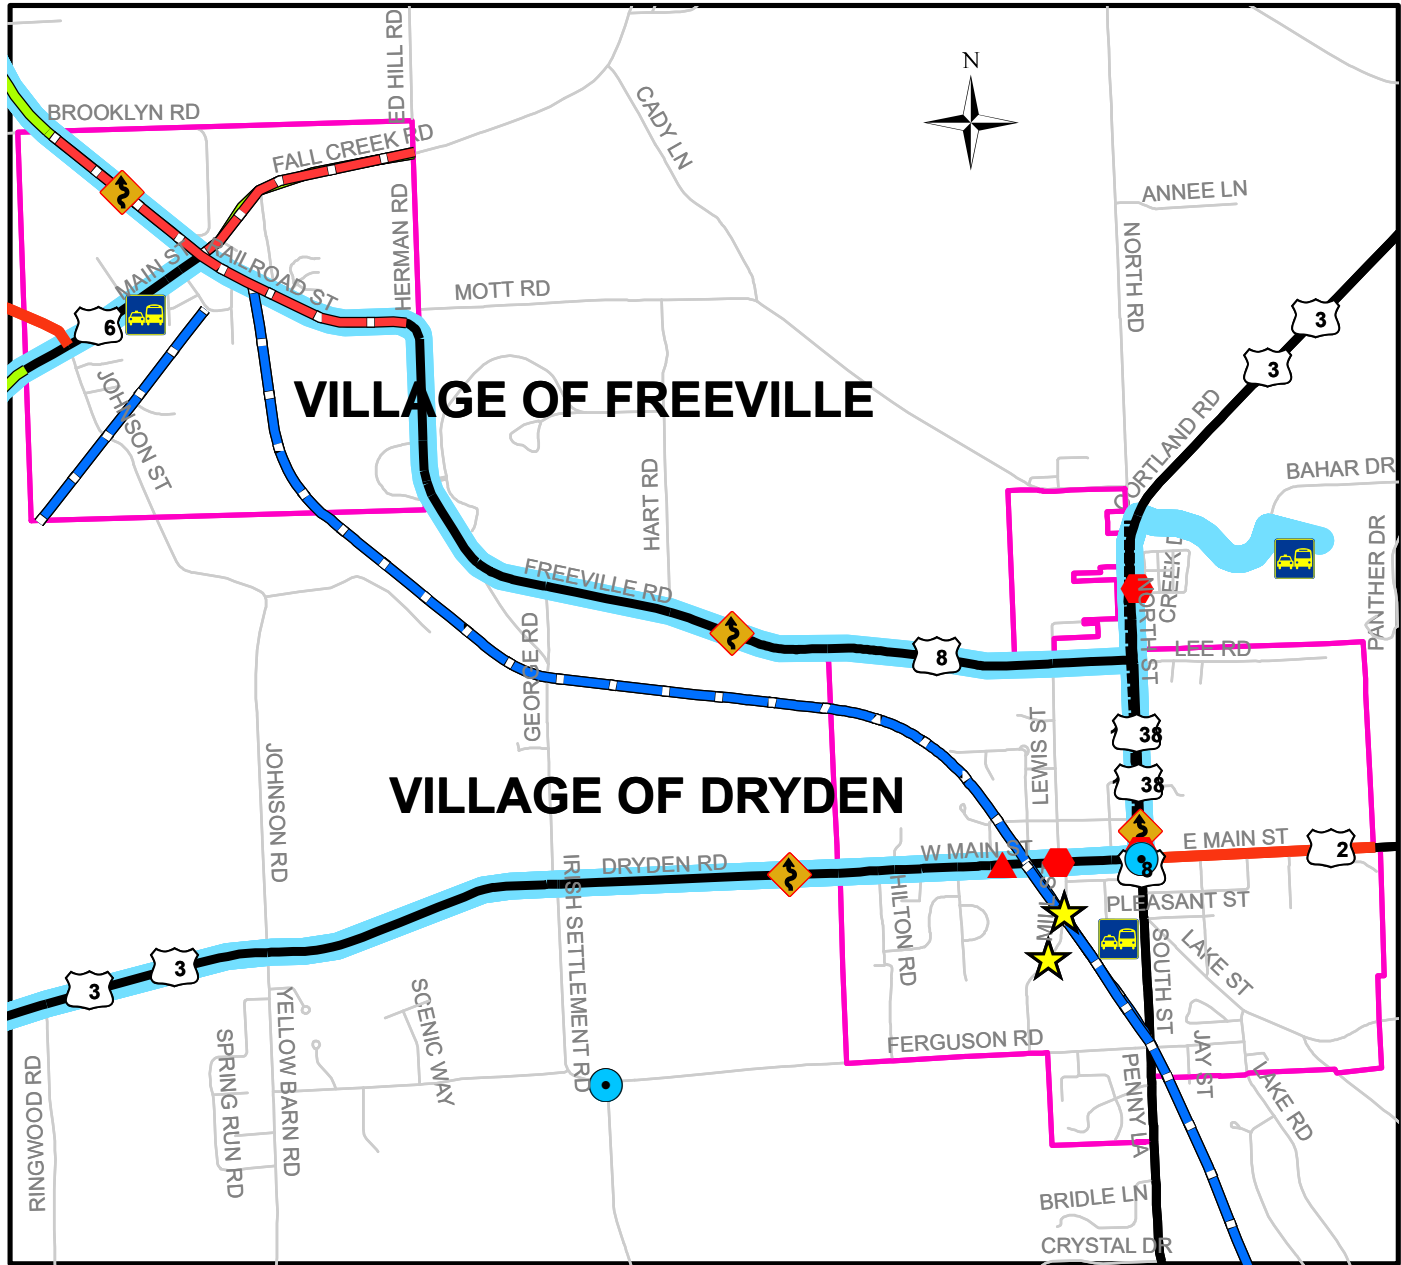 N
BROOKLYN RD
ED HILL RD
FALL CREEK RD
CADY LN
ANNEE LN
NORTH RD
MAIN ST
RAILROAD ST
HERMAN RD
MOTT RD
6
3
3
JOHNSON ST
VILLAGE OF FREEVILLE
CORTLAND RD
BAHAR DR
HART RD
PANTHER DR
FREEVILLE RD
CREEK D
NORTH ST
GEORGE RD
8
LEE RD
LEWIS ST
38
38
JOHNSON RD
VILLAGE OF DRYDEN
DRYDEN RD
W MAIN ST
E MAIN ST
2
8
IRISH SETTLEMENT RD
HILTON RD
PLEASANT ST
SOUTH ST
LAKE ST
3
3
SCENIC WAY
YELLOW BARN RD
SPRING RUN RD
RINGWOOD RD
FERGUSON RD
PENNY LA
JAY ST
LAKE RD
BRIDLE LN
CRYSTAL DR